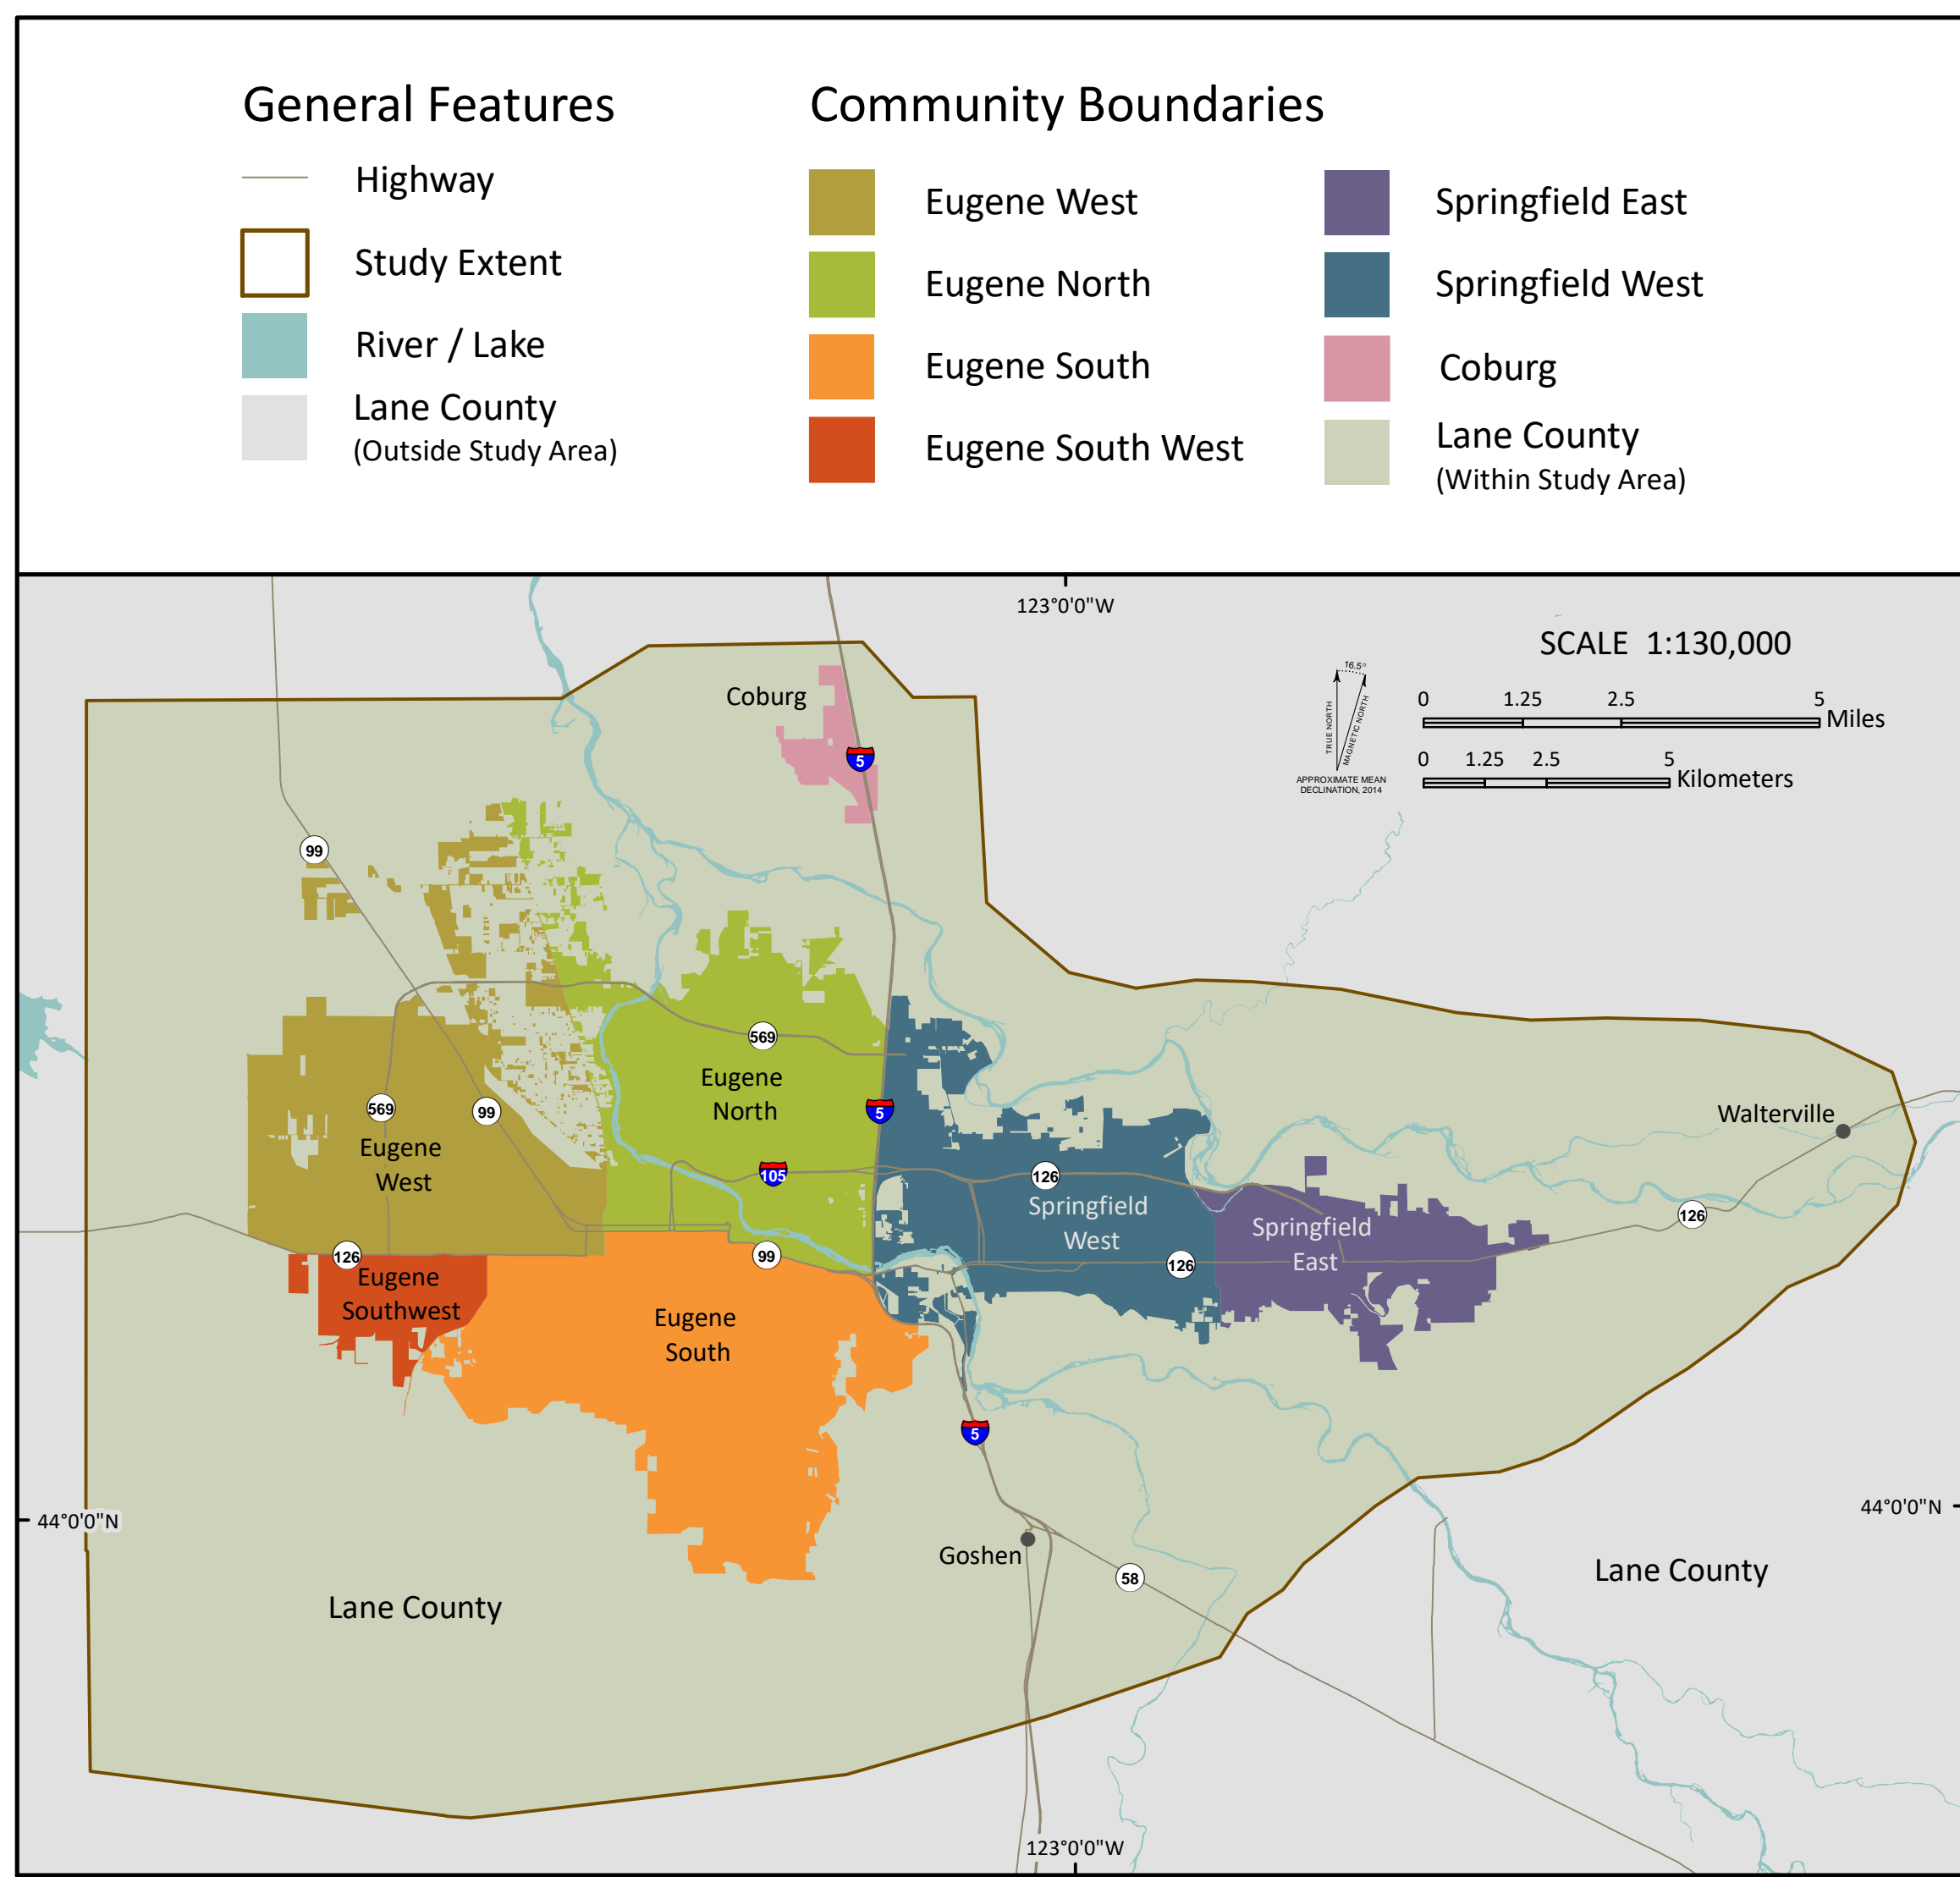 General Features
Highway
Study Extent
River / Lake
Lane County
(Outside Study Area)
Community Boundaries
Eugene West
Eugene North
Eugene South
Eugene South West
Springfield East
Springfield West
Coburg
Lane County
(Within Study Area)
123°0'0"W
SCALE 1:130,000
16.5°
TRUE NORTH
MAGNETIC NORTH
APPROXIMATE MEAN
DECLINATION, 2014
0 1.25 2.5 5
Miles
0 1.25 2.5 5
Kilometers
Coburg
5
99
569
Eugene
North
569
99
5
Eugene
West
105
126
Springfield
West
Springfield
East
Walterville
126
126
99
126
Eugene
Southwest
Eugene
South
5
44°0'0"N
44°0'0"N
Goshen
58
Lane County
Lane County
123°0'0"W